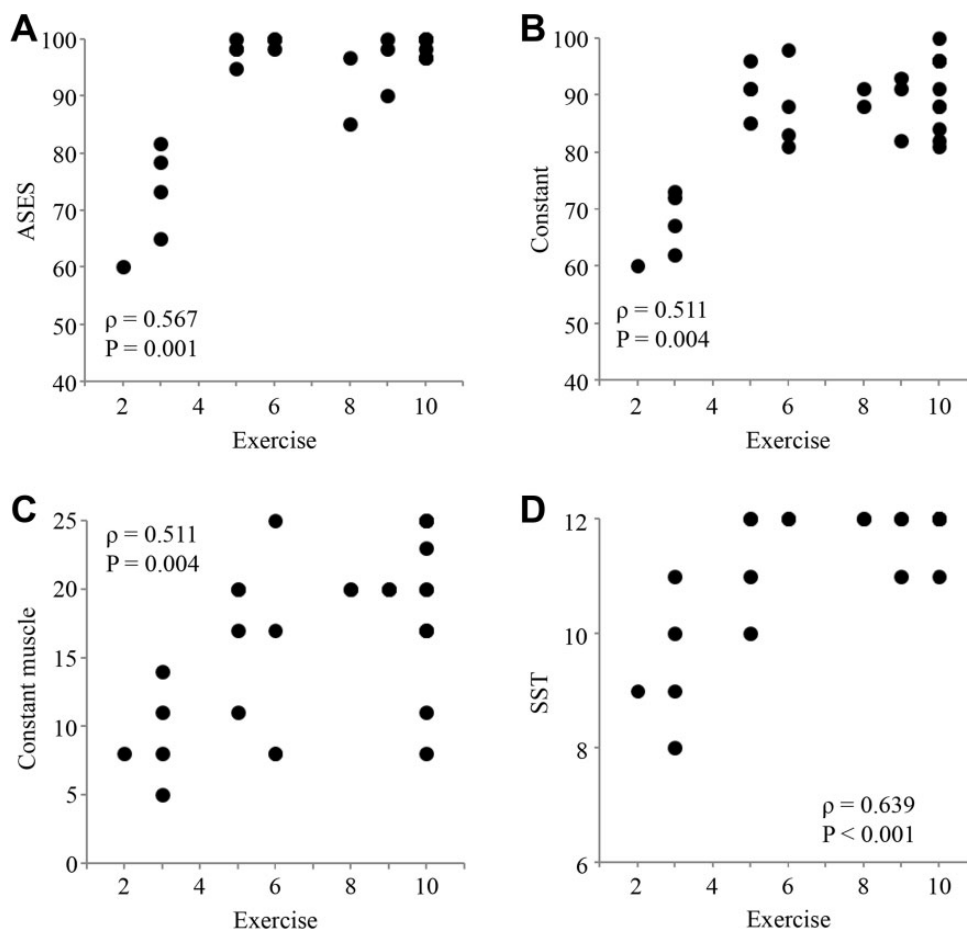 A
100
90
80
70
60
50
40
ASES
ρ = 0.567
P = 0.001
2 4 6 8 10
Exercise
B
100
90
80
70
60
50
40
Constant
ρ = 0.511
P = 0.004
2 4 6 8 10
Exercise
C
25
20
15
10
5
0
Constant muscle
ρ = 0.511
P = 0.004
2 4 6 8 10
Exercise
D
12
10
8
6
SST
ρ = 0.639
P < 0.001
2 4 6 8 10
Exercise